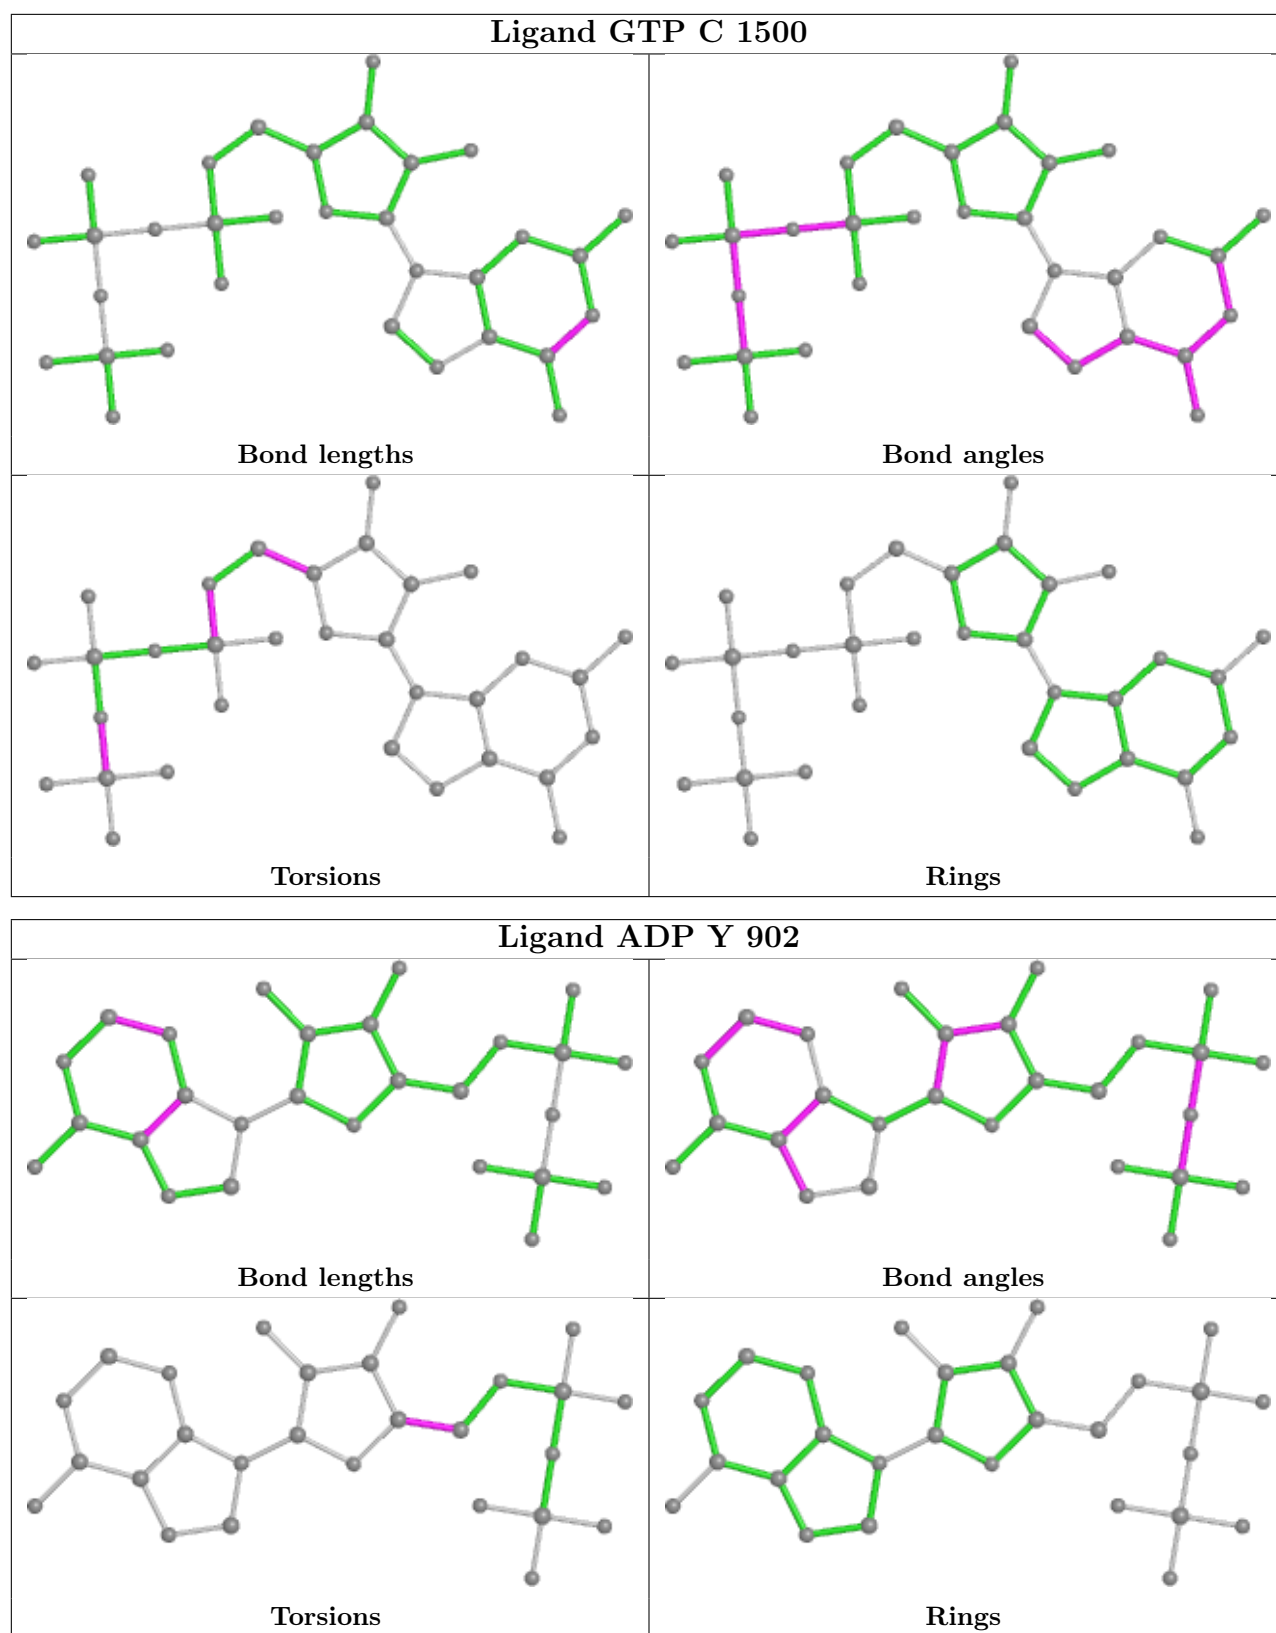 Ligand GTP C 1500
Bond lengths
Bond angles
Torsions
Rings
Ligand ADP Y 902
Bond lengths
Bond angles
Torsions
Rings